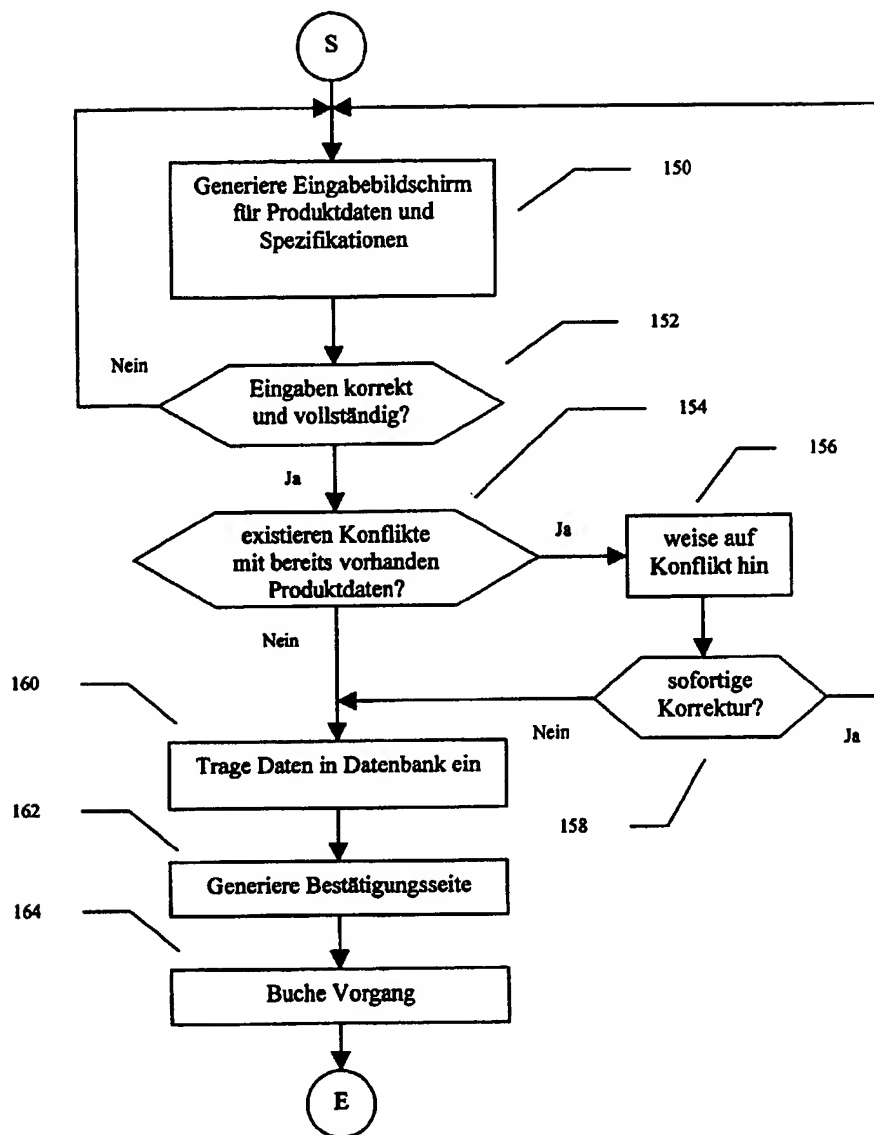 S
Generiere Eingabebildschirm
für Produktdaten und
Spezifikationen
150
152
Nein
Eingaben korrekt
und vollständig?
154
Ja
156
existieren Konflikte
mit bereits vorhanden
Produktdaten?
Ja
weise auf
Konflikt hin
Nein
160
sofortige
Korrektur?
Nein
Ja
Trage Daten in Datenbank ein
162
158
Generiere Bestätigungsseite
164
Buche Vorgang
E